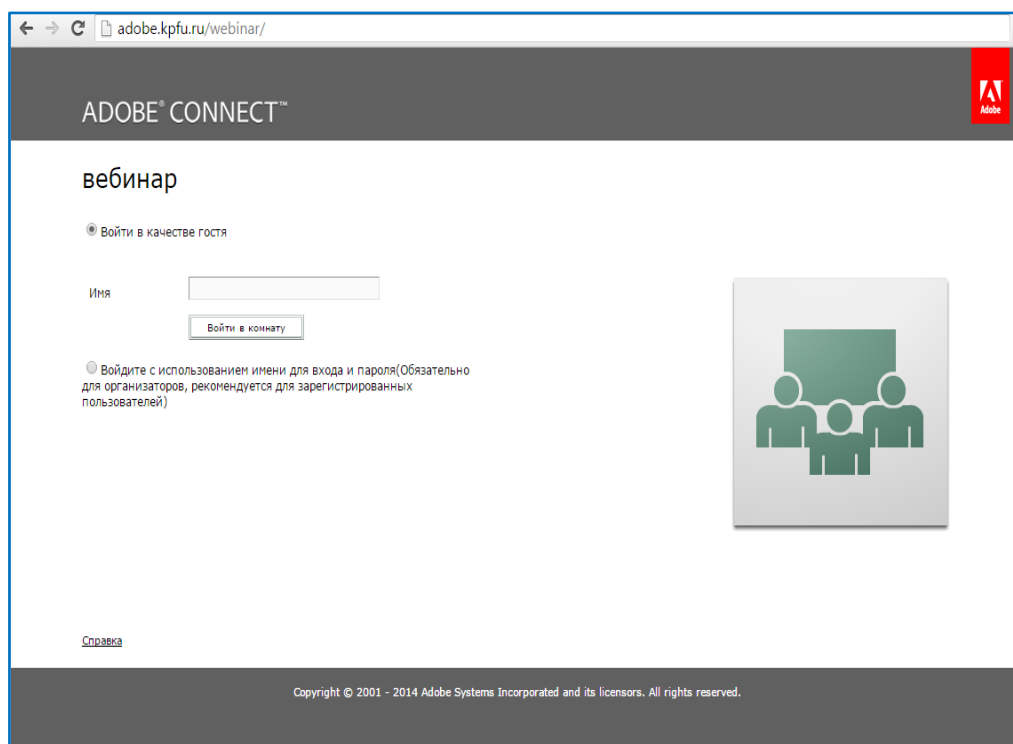 adobe.kpfu.ru/webinar/
ADOBE® CONNECT™
Adobe
вебинар
Войти в качестве гостя
Имя
Войти в комнату
Войдите с использованием имени для входа и пароля(Обязательно
для организаторов, рекомендуется для зарегистрированных
пользователей)
Справка
Copyright © 2001 - 2014 Adobe Systems Incorporated and its licensors. All rights reserved.